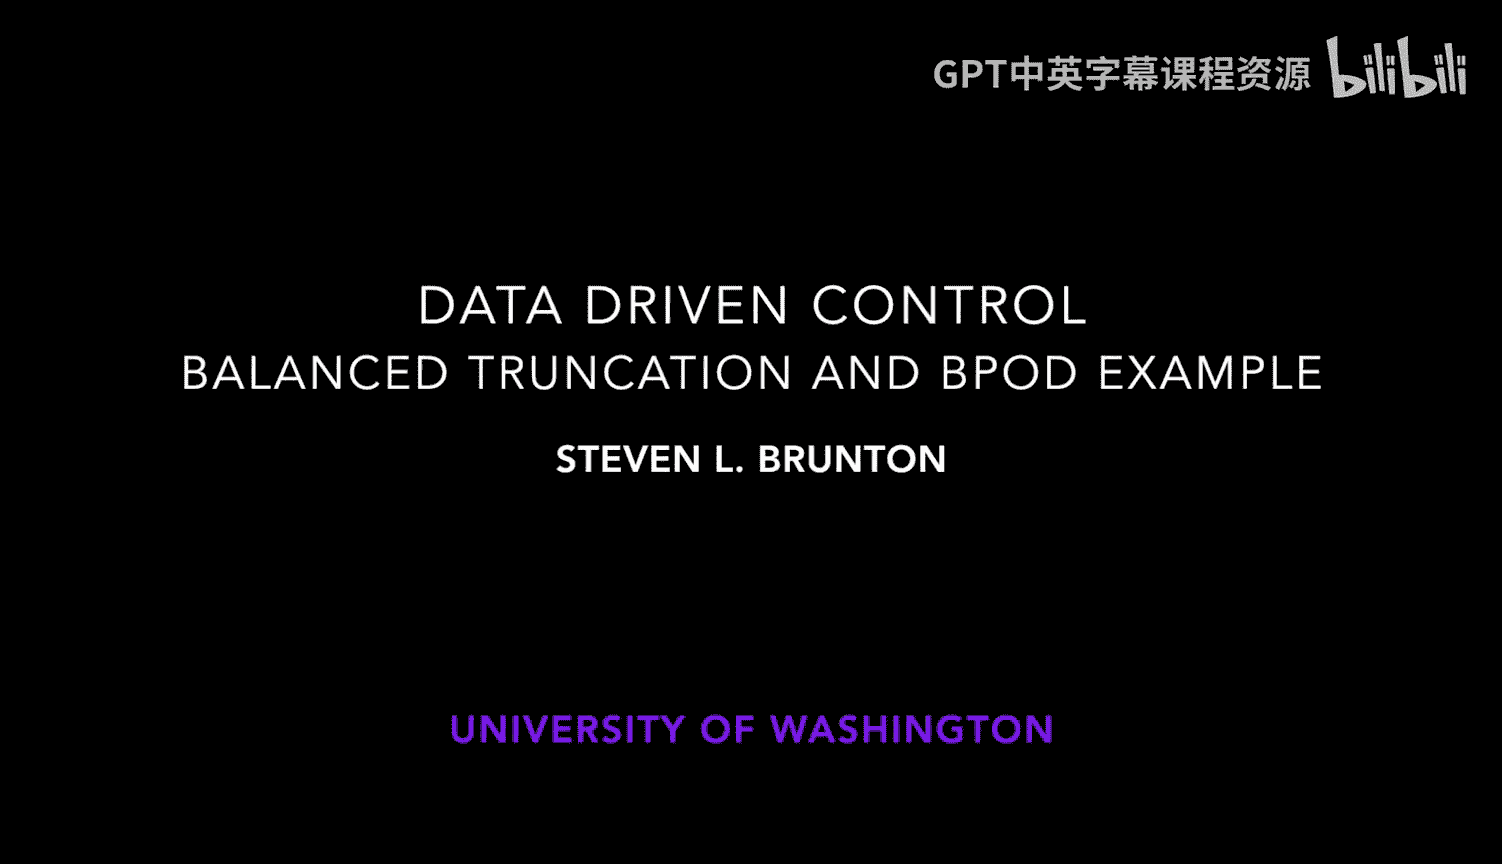 GPT中英字幕课程资源 bilibili
DATA DRIVEN CONTROL
BALANCED TRUNCATION AND BPOD EXAMPLE
STEVEN L. BRUNTON
UNIVERSITY OF WASHINGTON